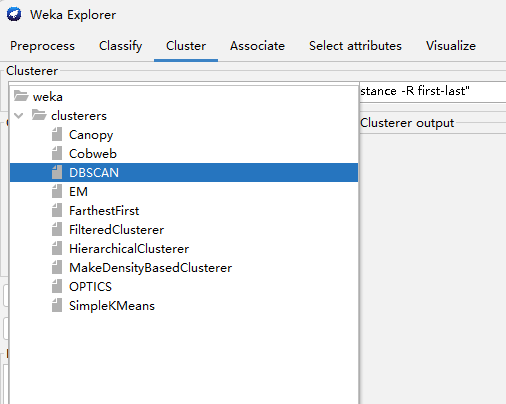 Weka Explorer
Preprocess Classify Cluster Associate Select attributes Visualize
Clusterer
stance -R first-last"
weka
clusterers
Clusterer output
Canopy
Cobweb
DBSCAN
EM
FarthestFirst
FilteredClusterer
HierarchicalClusterer
MakeDensityBasedClusterer
OPTICS
SimpleKMeans